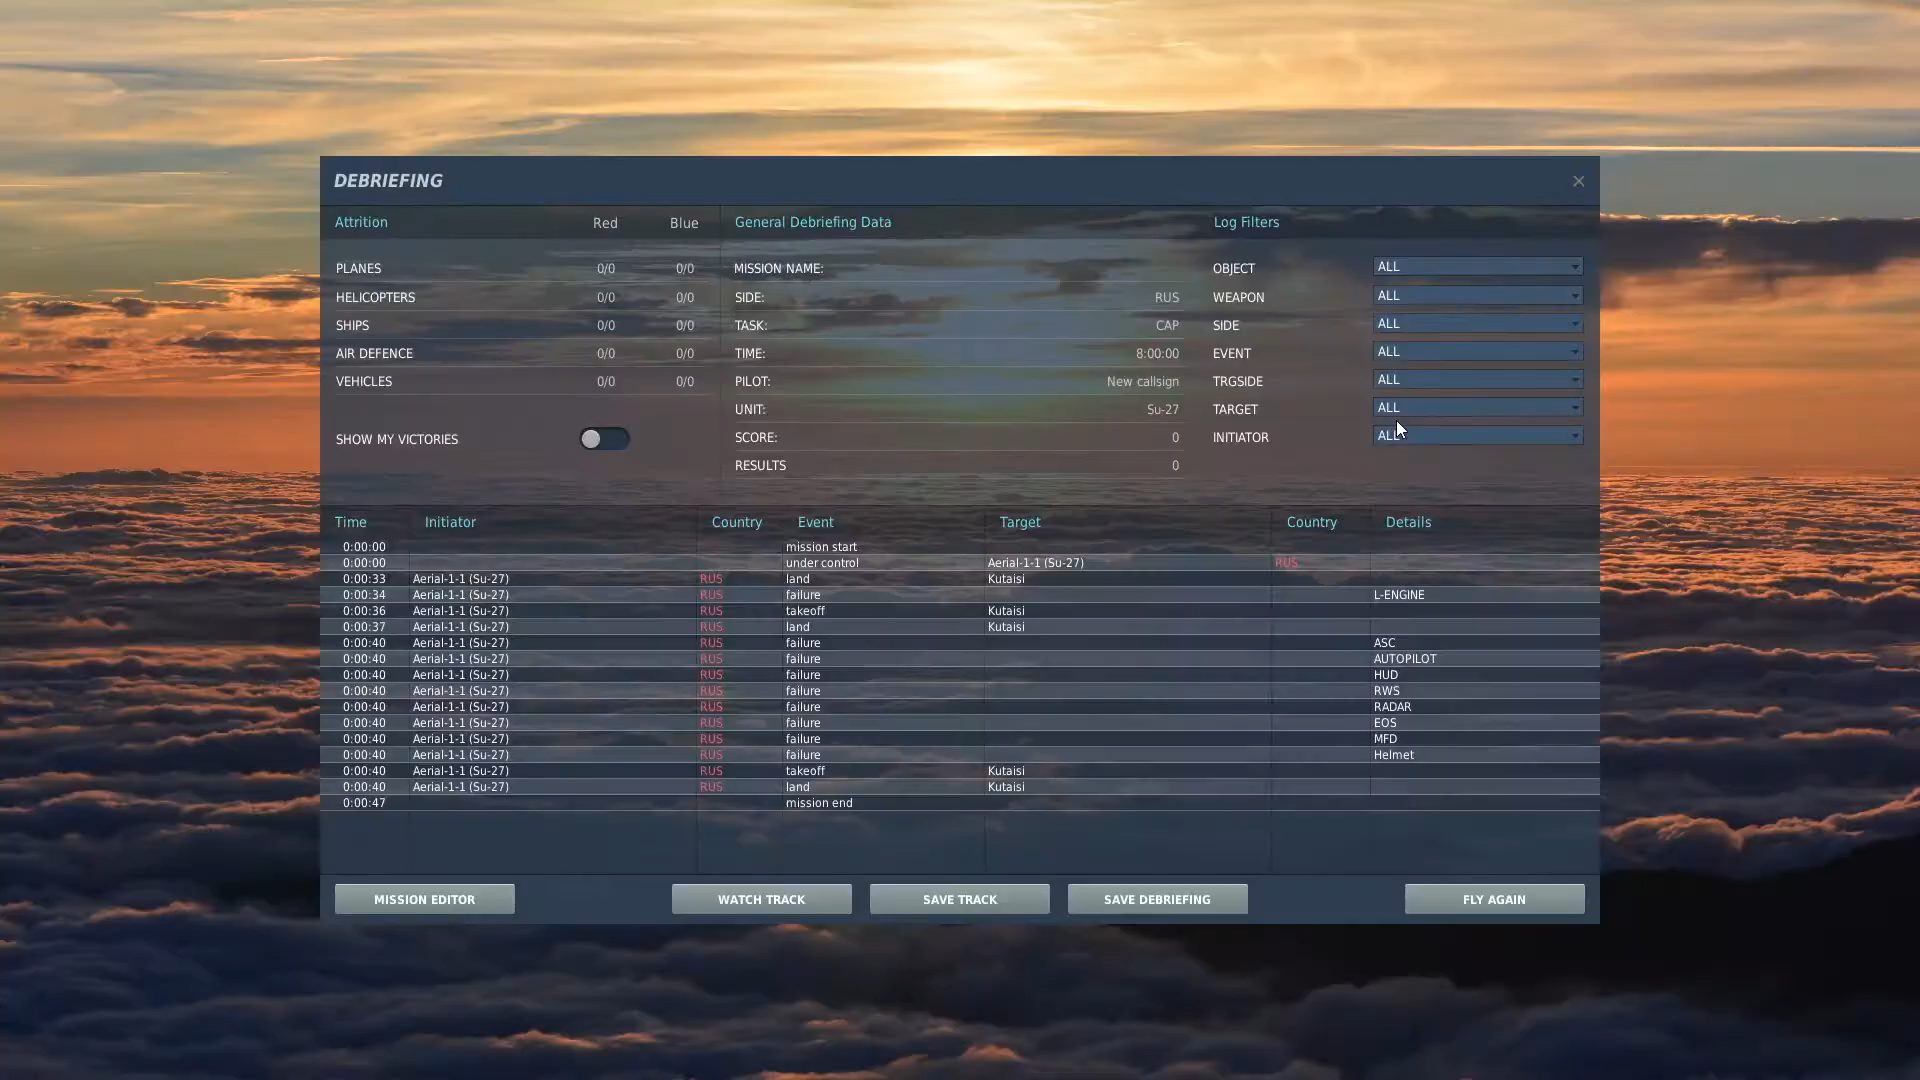 DEBRIEFING
Attrition Red Blue
PLANES 0/0 0/0
HELICOPTERS 0/0 0/0
SHIPS 0/0 0/0
AIR DEFENCE 0/0 0/0
VEHICLES 0/0 0/0
SHOW MY VICTORIES
General Debriefing Data
MISSION NAME:
SIDE: RUS
TASK: CAP
TIME: 8:00:00
PILOT: New callsign
UNIT: Su-27
SCORE: 0
RESULTS 0
Log Filters
OBJECT ALL
WEAPON ALL
SIDE ALL
EVENT ALL
TRGSIDE ALL
TARGET ALL
INITIATOR ALL
Time Initiator Country Event Target Country Details
0:00:00 mission start
0:00:00 under control Aerial-1-1 (Su-27) RUS
0:00:33 Aerial-1-1 (Su-27) RUS land Kutaisi
0:00:34 Aerial-1-1 (Su-27) RUS failure L-ENGINE
0:00:36 Aerial-1-1 (Su-27) RUS takeoff Kutaisi
0:00:37 Aerial-1-1 (Su-27) RUS land Kutaisi
0:00:40 Aerial-1-1 (Su-27) RUS failure ASC
0:00:40 Aerial-1-1 (Su-27) RUS failure AUTOPILOT
0:00:40 Aerial-1-1 (Su-27) RUS failure HUD
0:00:40 Aerial-1-1 (Su-27) RUS failure RWS
0:00:40 Aerial-1-1 (Su-27) RUS failure RADAR
0:00:40 Aerial-1-1 (Su-27) RUS failure EOS
0:00:40 Aerial-1-1 (Su-27) RUS failure MFD
0:00:40 Aerial-1-1 (Su-27) RUS failure Helmet
0:00:40 Aerial-1-1 (Su-27) RUS takeoff Kutaisi
0:00:40 Aerial-1-1 (Su-27) RUS land Kutaisi
0:00:47 mission end
MISSION EDITOR WATCH TRACK SAVE TRACK SAVE DEBRIEFING FLY AGAIN